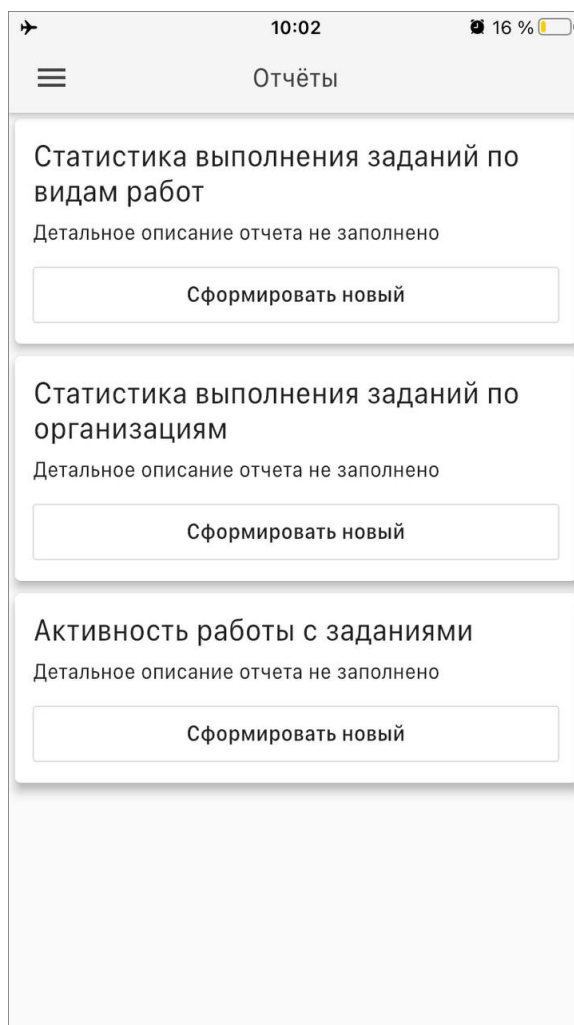 10:02
16 %
Отчёты
Статистика выполнения заданий по
видам работ
Детальное описание отчета не заполнено
Сформировать новый
Статистика выполнения заданий по
организациям
Детальное описание отчета не заполнено
Сформировать новый
Активность работы с заданиями
Детальное описание отчета не заполнено
Сформировать новый